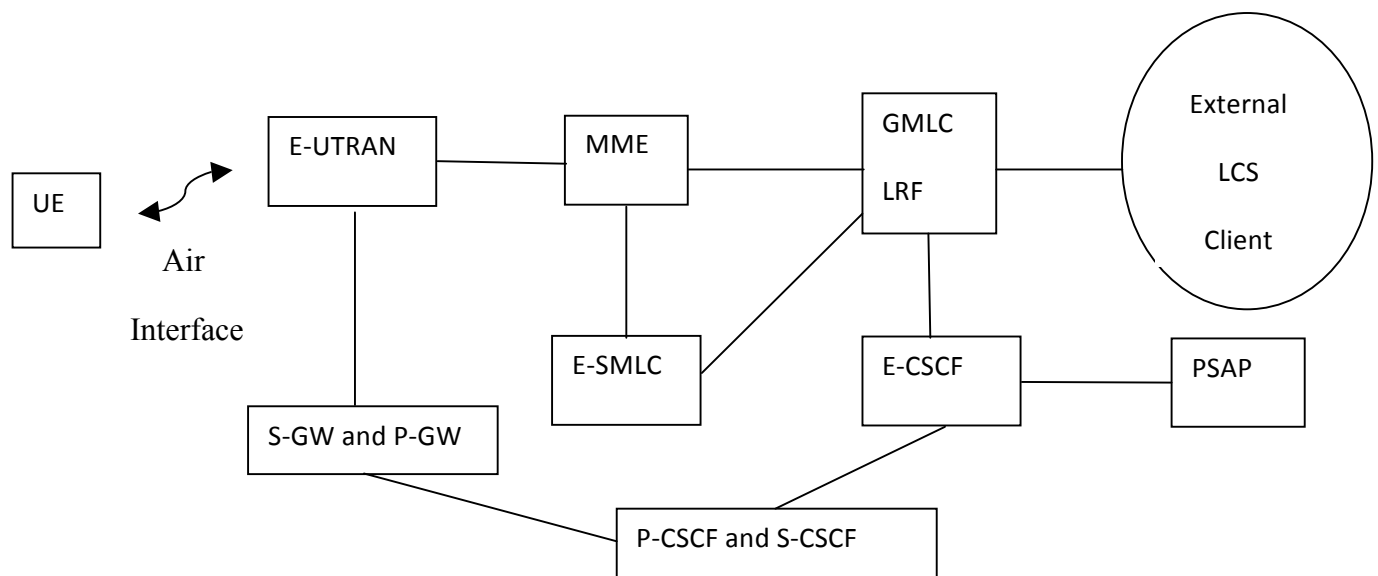 UE
Air
Interface
E-UTRAN
MME
GMLC
LRF
External
LCS
Client
E-SMLC
E-CSCF
PSAP
S-GW and P-GW
P-CSCF and S-CSCF